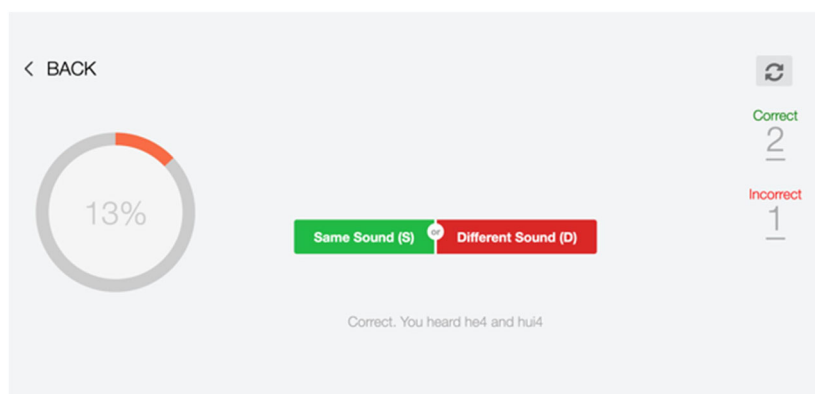 < BACK
Correct
2
Incorrect
1
13%
Same Sound (S) or Different Sound (D)
Correct. You heard he4 and hui4